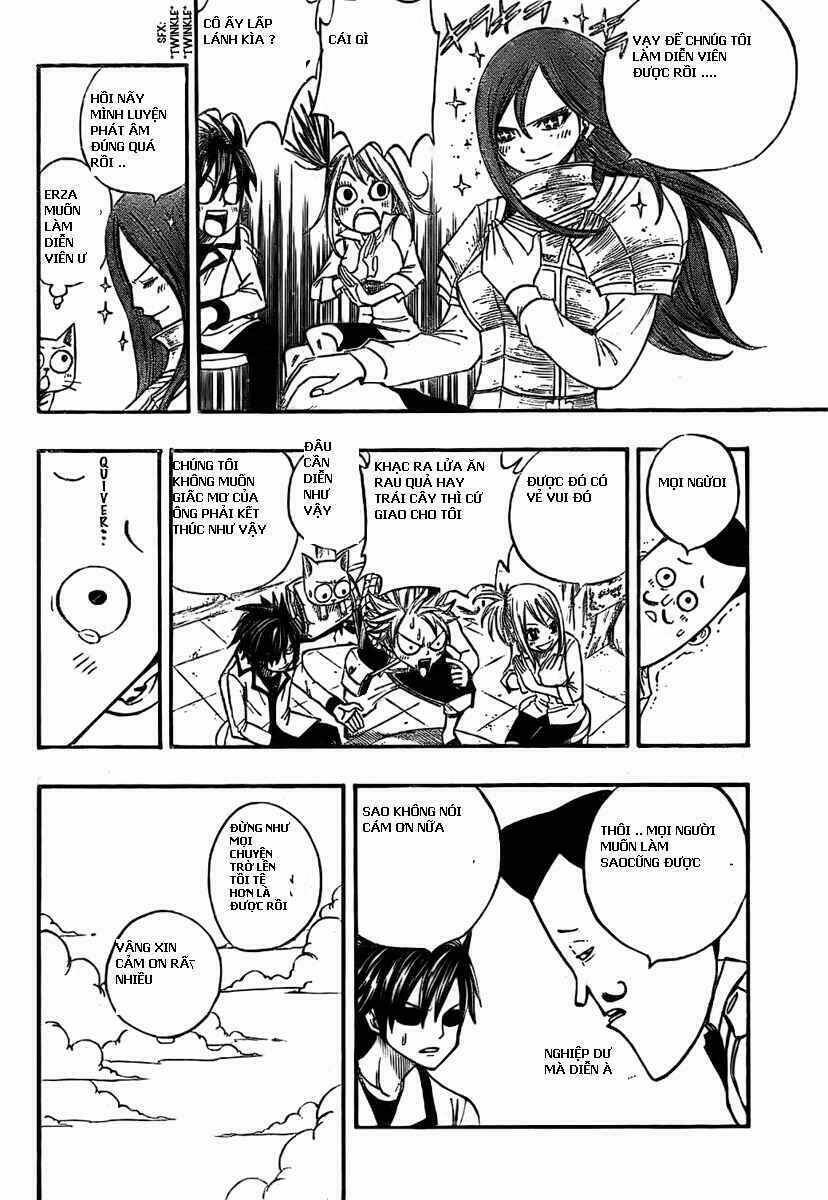 VẠY ĐỂ CHNÚG TÔI
LÀM DIỄN VIÊN
ĐƯỢC RỒI ....
CÁI GÌ
CÔ ẤY LẤP
LÁNH KÌA ?
SFX:
*TWINKLE*
*TWINKLE*
HỒI NÃY
MÌNH LUYỆN
PHÁT ÂM
ĐÚNG QUÁ
RỒI ..
ERZA
MUÔN
LÀM
DIỄN
VIÊN Ư
MỌI NGỪƠI
ĐƯỢC ĐÓ CÓ
VẺ VUI ĐÓ
KHẠC RA LỬA ĂN
RAU QUẢ HAY
TRÁI CÂY THÌ CỨ
GIAO CHO TÔI
ĐÂU
CẦN
DIỄN
NHƯ
VẬY
CHÚNG TÔI
KHÔNG MUỐN
GIẤC MƠ CỦA
ÔNG PHẢI KẾT
THÚC NHƯ VẬY
QUIVER..
THÔI .. MỌI NGƯỜI
MUỐN LÀM
SAOCŨNG ĐƯỢC
SAO KHÔNG NÓI
CÁM ƠN NỮA
NGHIỆP DƯ
MÀ DIỄN À
ĐỪNG NHƯ
MỌI
CHUYỆN
TRỞ LÊN
TỒI TỆ
HƠN LÀ
ĐƯỢC RỒI
VÂNG XIN
CẢM ƠN RẤT
NHIỀU